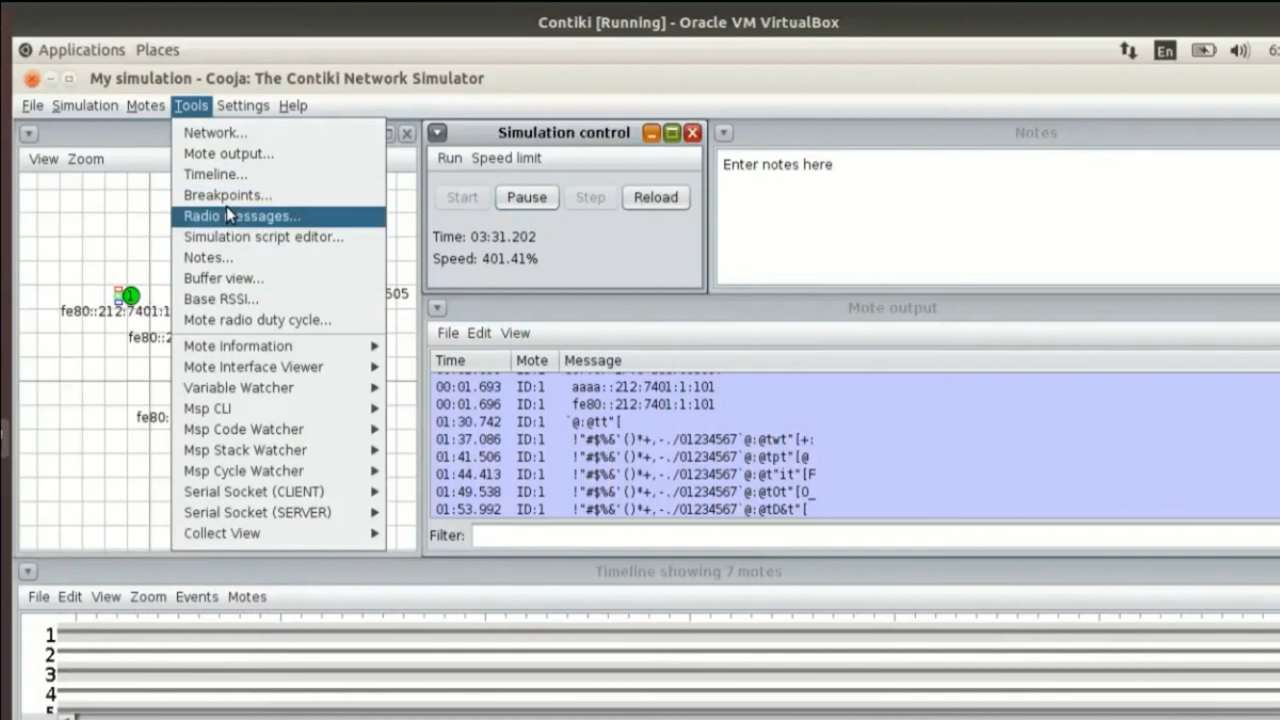 Contiki [Running] - Oracle VM VirtualBox
Applications Places
En
6:
My simulation - Cooja: The Contiki Network Simulator
File Simulation Motes Tools Settings Help
View Zoom
1
fe80::212:7401:1
fe80::2
fe80:
505
Network...
Mote output...
Timeline...
Breakpoints...
Radio messages...
Simulation script editor...
Notes...
Buffer view...
Base RSSI...
Mote radio duty cycle...
Mote Information
Mote Interface Viewer
Variable Watcher
Msp CLI
Msp Code Watcher
Msp Stack Watcher
Msp Cycle Watcher
Serial Socket (CLIENT)
Serial Socket (SERVER)
Collect View
Simulation control
Run Speed limit
Start Pause Step Reload
Time: 03:31.202
Speed: 401.41%
Notes
Enter notes here
Mote output
File Edit View
Time Mote Message
00:01.693 ID:1 aaaa::212:7401:1:101
00:01.696 ID:1 fe80::212:7401:1:101
01:30.742 ID:1 `@:@tt"[
01:37.086 ID:1 !"#$%&'()*+,-./01234567`@:@twt"[+:
01:41.506 ID:1 !"#$%&'()*+,-./01234567`@:@tpt"[@
01:44.413 ID:1 !"#$%&'()*+,-./01234567`@:@t"it"[F
01:49.538 ID:1 !"#$%&'()*+,-./01234567`@:@tOt"[O_
01:53.992 ID:1 !"#$%&'()*+,-./01234567`@:@tD&t"[
Filter:
Timeline showing 7 motes
File Edit View Zoom Events Motes
1
2
3
4
5